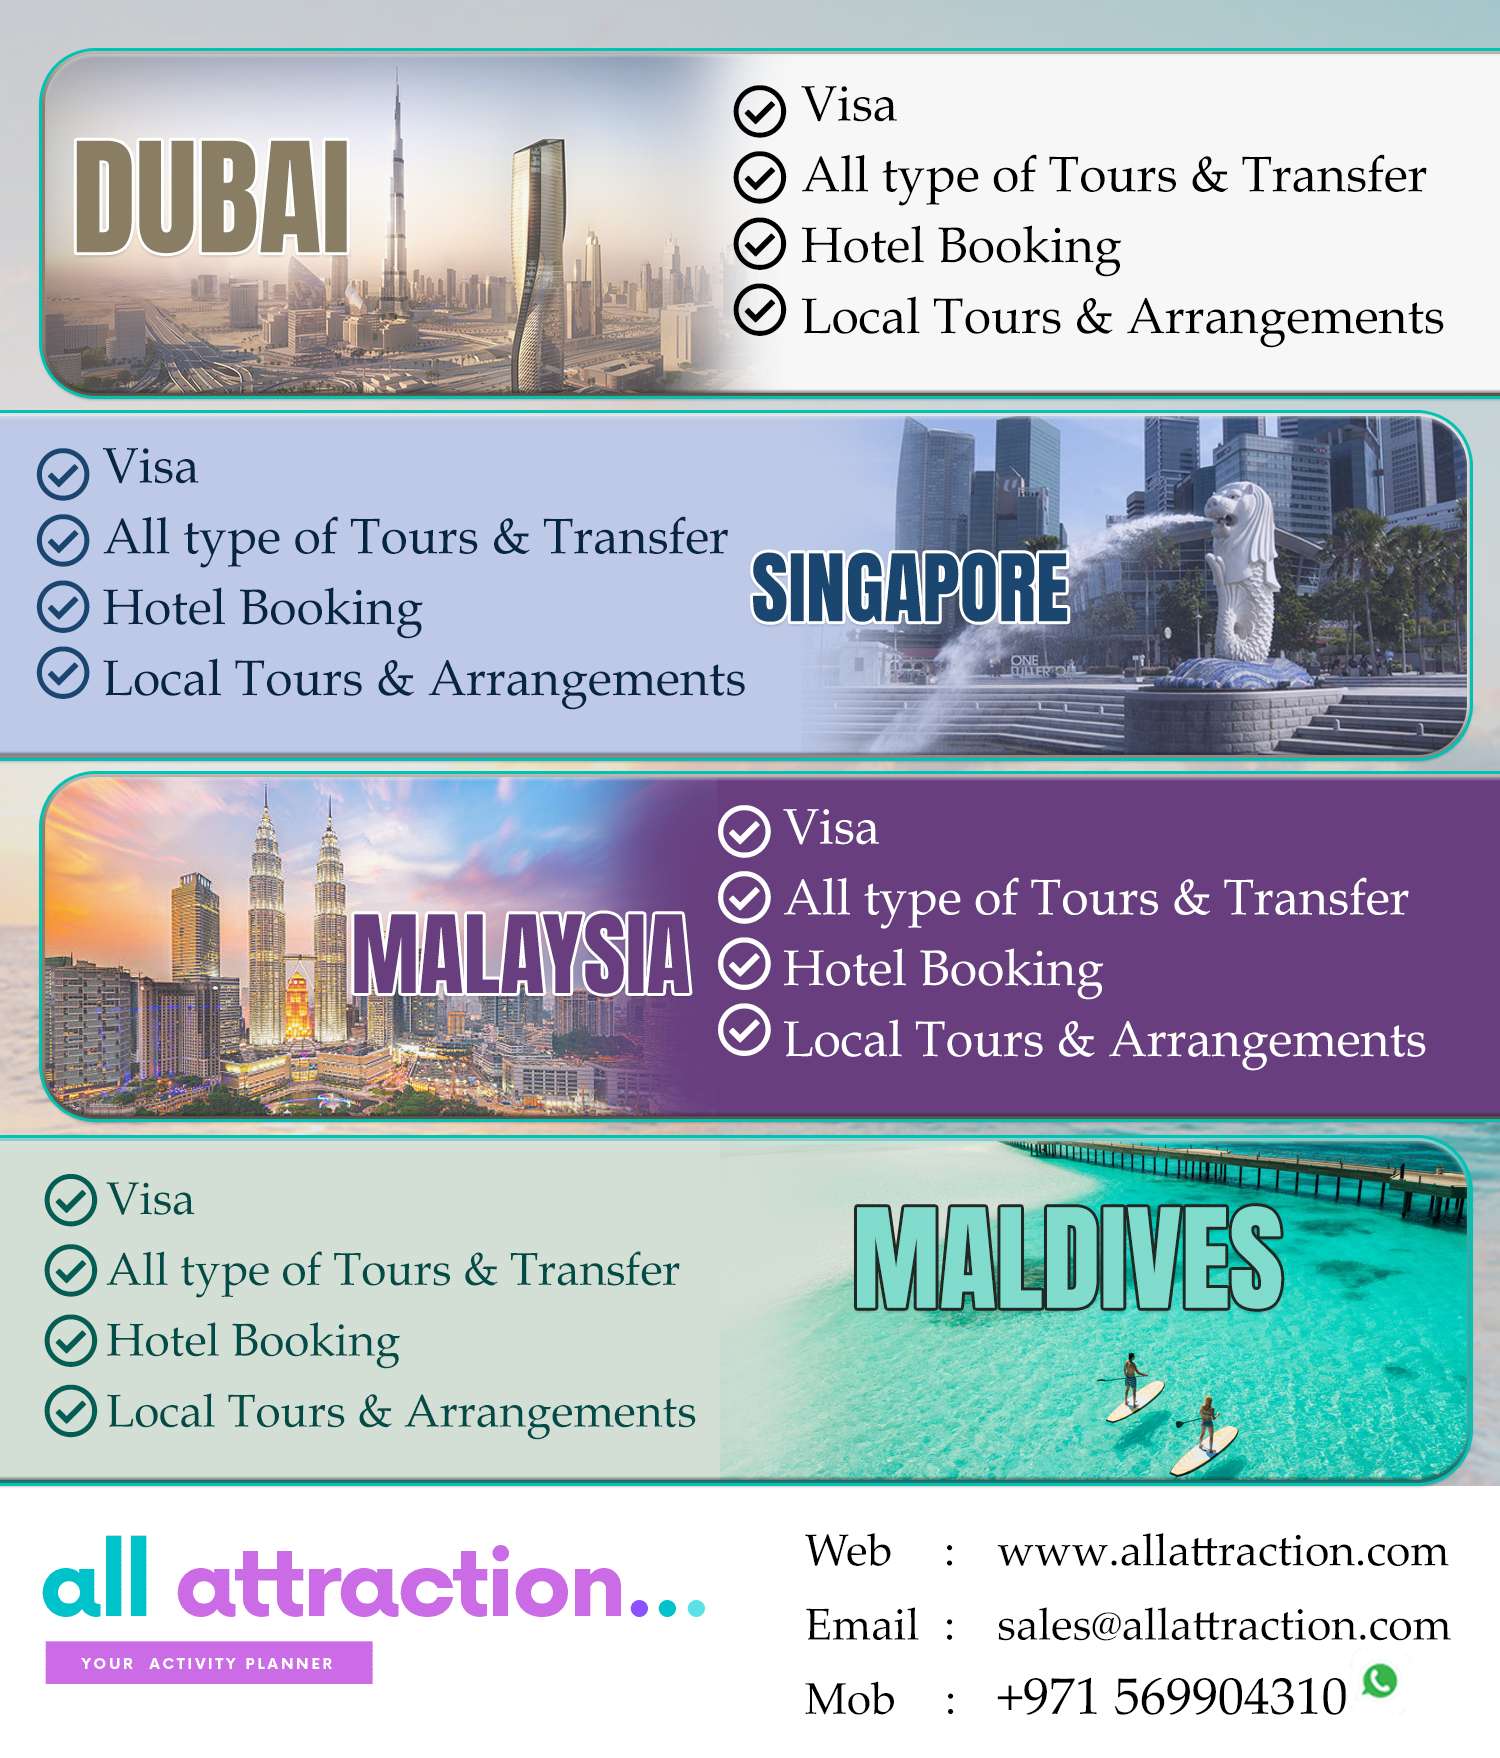 DUBAI
Visa
All type of Tours & Transfer
Hotel Booking
Local Tours & Arrangements
Visa
All type of Tours & Transfer
Hotel Booking
Local Tours & Arrangements
SINGAPORE
ONE
FULLERTON
MALAYSIA
Visa
All type of Tours & Transfer
Hotel Booking
Local Tours & Arrangements
Visa
All type of Tours & Transfer
Hotel Booking
Local Tours & Arrangements
MALDIVES
all attraction...
YOUR ACTIVITY PLANNER
Web : www.allattraction.com
Email : sales@allattraction.com
Mob : +971 569904310